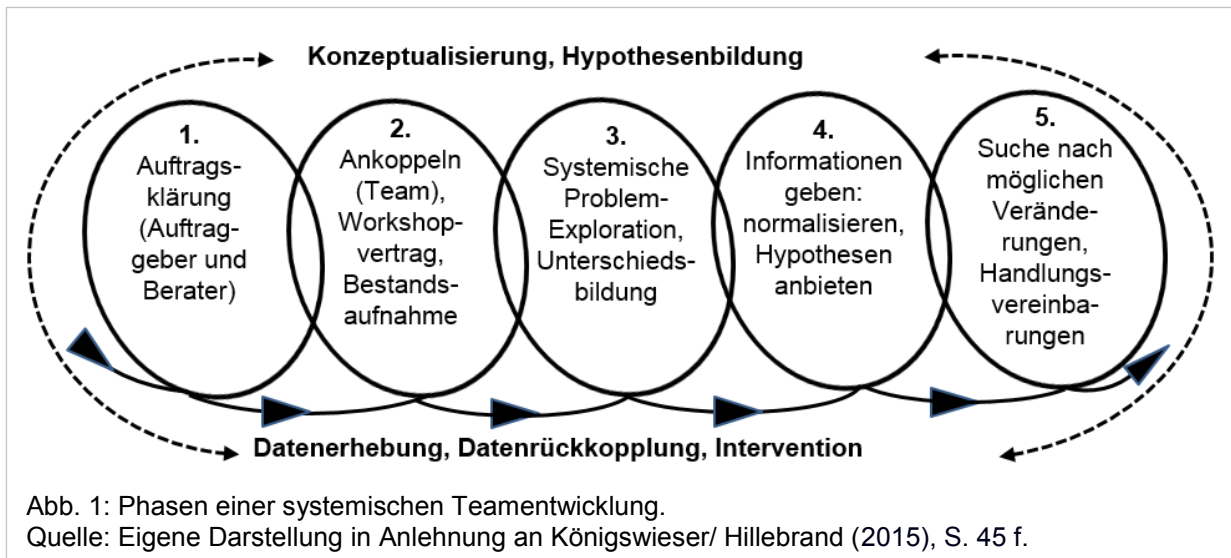 Konzeptualisierung, Hypothesenbildung
1.
Auftrags-
klärung
(Auftrag-
geber und
Berater)
2.
Ankoppeln
(Team),
Workshop-
vertrag,
Bestands-
aufnahme
3.
Systemische
Problem-
Exploration,
Unterschieds-
bildung
4.
Informationen
geben:
normalisieren,
Hypothesen
anbieten
5.
Suche nach
möglichen
Verände-
rungen,
Handlungs-
vereinba-
rungen
Datenerhebung, Datenrückkopplung, Intervention
Abb. 1: Phasen einer systemischen Teamentwicklung.
Quelle: Eigene Darstellung in Anlehnung an Königswieser/ Hillebrand (2015), S. 45 f.